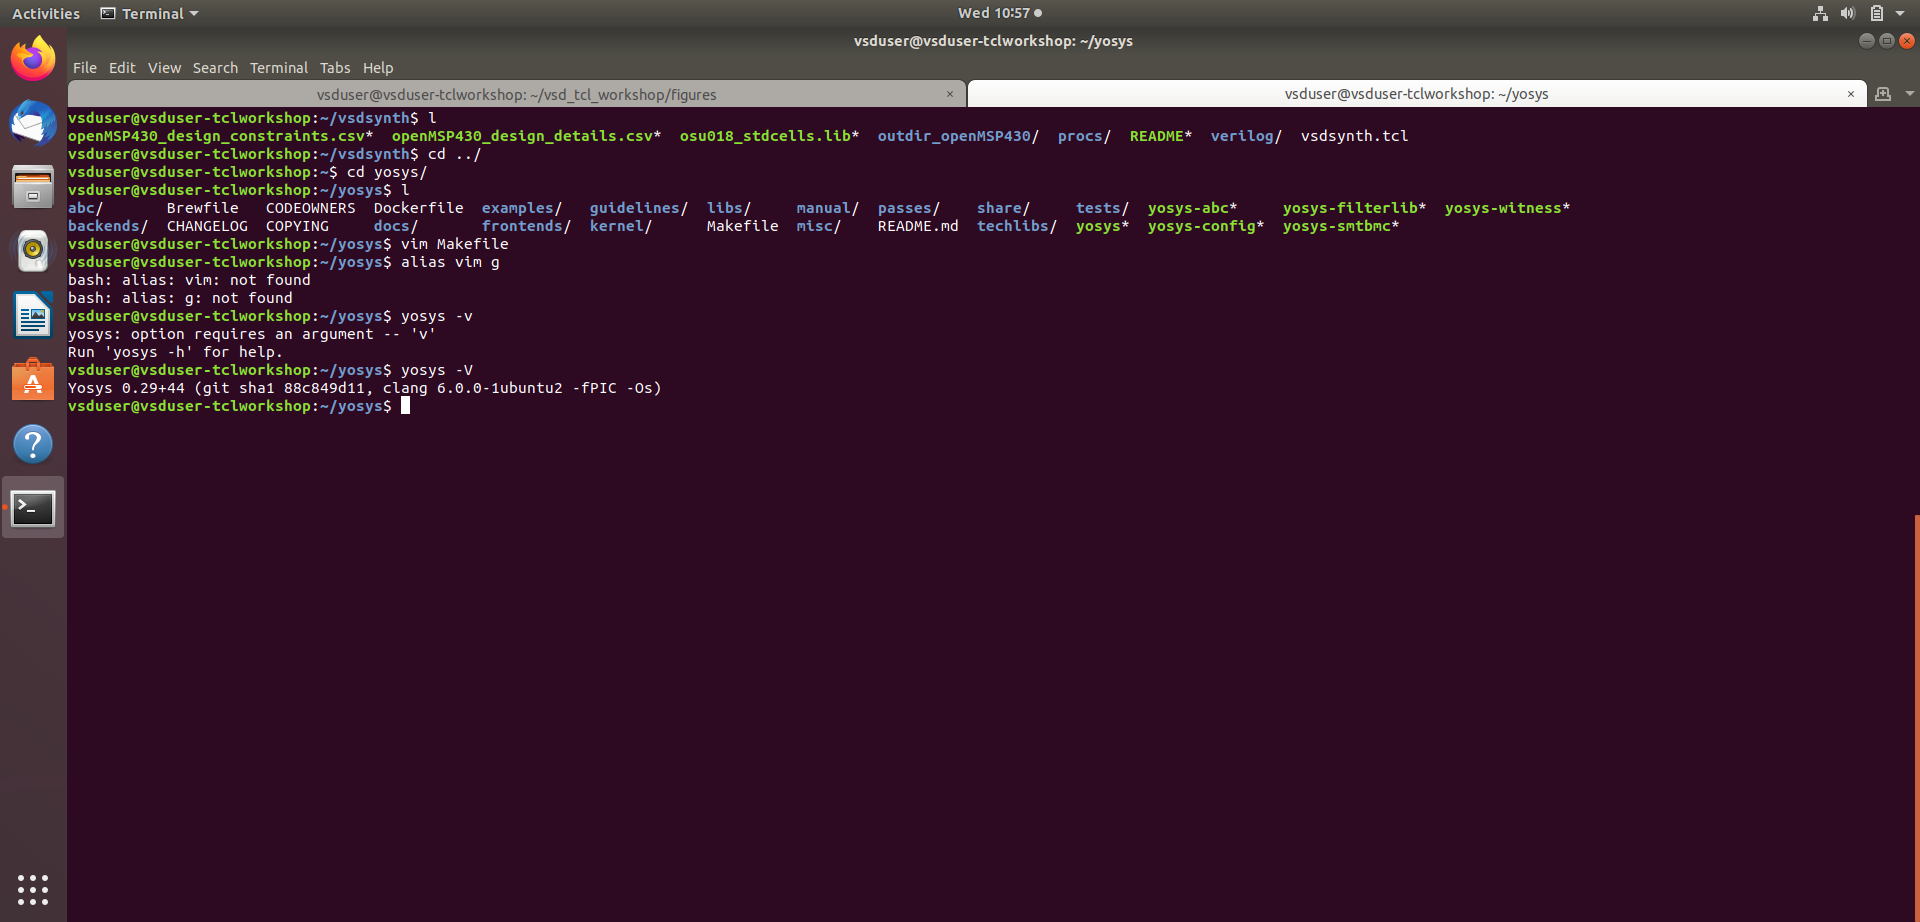 Activities Terminal Wed 10:57
vsduser@vsduser-tclworkshop: ~/yosys
File Edit View Search Terminal Tabs Help
vsduser@vsduser-tclworkshop: ~/vsd_tcl_workshop/figures × vsduser@vsduser-tclworkshop: ~/yosys ×
vsduser@vsduser-tclworkshop:~/vsdsynth$ l
openMSP430_design_constraints.csv* openMSP430_design_details.csv* osu018_stdcells.lib* outdir_openMSP430/ procs/ README* verilog/ vsdsynth.tcl
vsduser@vsduser-tclworkshop:~/vsdsynth$ cd ../
vsduser@vsduser-tclworkshop:~$ cd yosys/
vsduser@vsduser-tclworkshop:~/yosys$ l
abc/ Brewfile CODEOWNERS Dockerfile examples/ guidelines/ libs/ manual/ passes/ share/ tests/ yosys-abc* yosys-filterlib* yosys-witness*
backends/ CHANGELOG COPYING docs/ frontends/ kernel/ Makefile misc/ README.md techlibs/ yosys* yosys-config* yosys-smtbmc*
vsduser@vsduser-tclworkshop:~/yosys$ vim Makefile
vsduser@vsduser-tclworkshop:~/yosys$ alias vim g
bash: alias: vim: not found
bash: alias: g: not found
vsduser@vsduser-tclworkshop:~/yosys$ yosys -v
yosys: option requires an argument -- 'v'
Run 'yosys -h' for help.
vsduser@vsduser-tclworkshop:~/yosys$ yosys -V
Yosys 0.29+44 (git sha1 88c849d11, clang 6.0.0-1ubuntu2 -fPIC -Os)
vsduser@vsduser-tclworkshop:~/yosys$